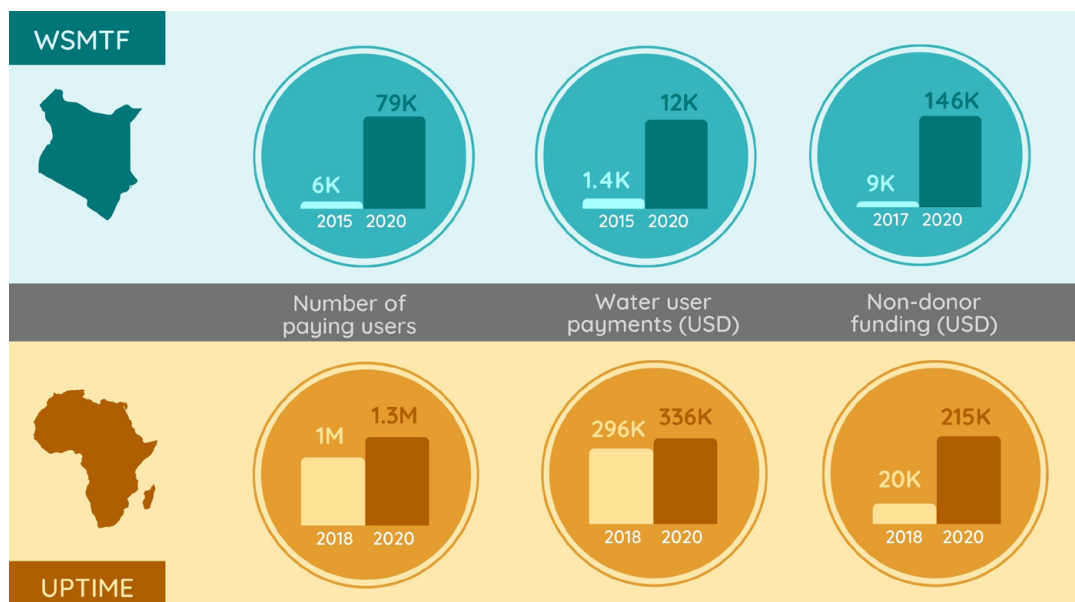 WSMTF
79K
6K
2015 2020
12K
1.4K
2015 2020
146K
9K
2017 2020
Number of
paying users
Water user
payments (USD)
Non-donor
funding (USD)
1.3M
1M
2018 2020
296K 336K
2018 2020
215K
20K
2018 2020
UPTIME